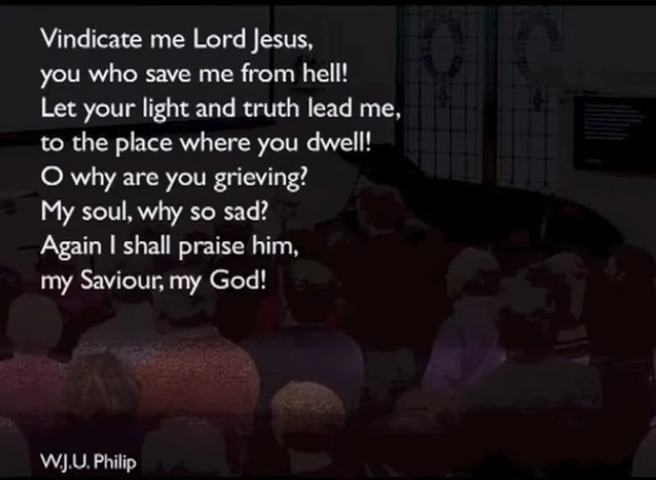 Vindicate me Lord Jesus,
you who save me from hell!
Let your light and truth lead me,
to the place where you dwell!
O why are you grieving?
My soul, why so sad?
Again I shall praise him,
my Saviour, my God!
W.J.U. Philip